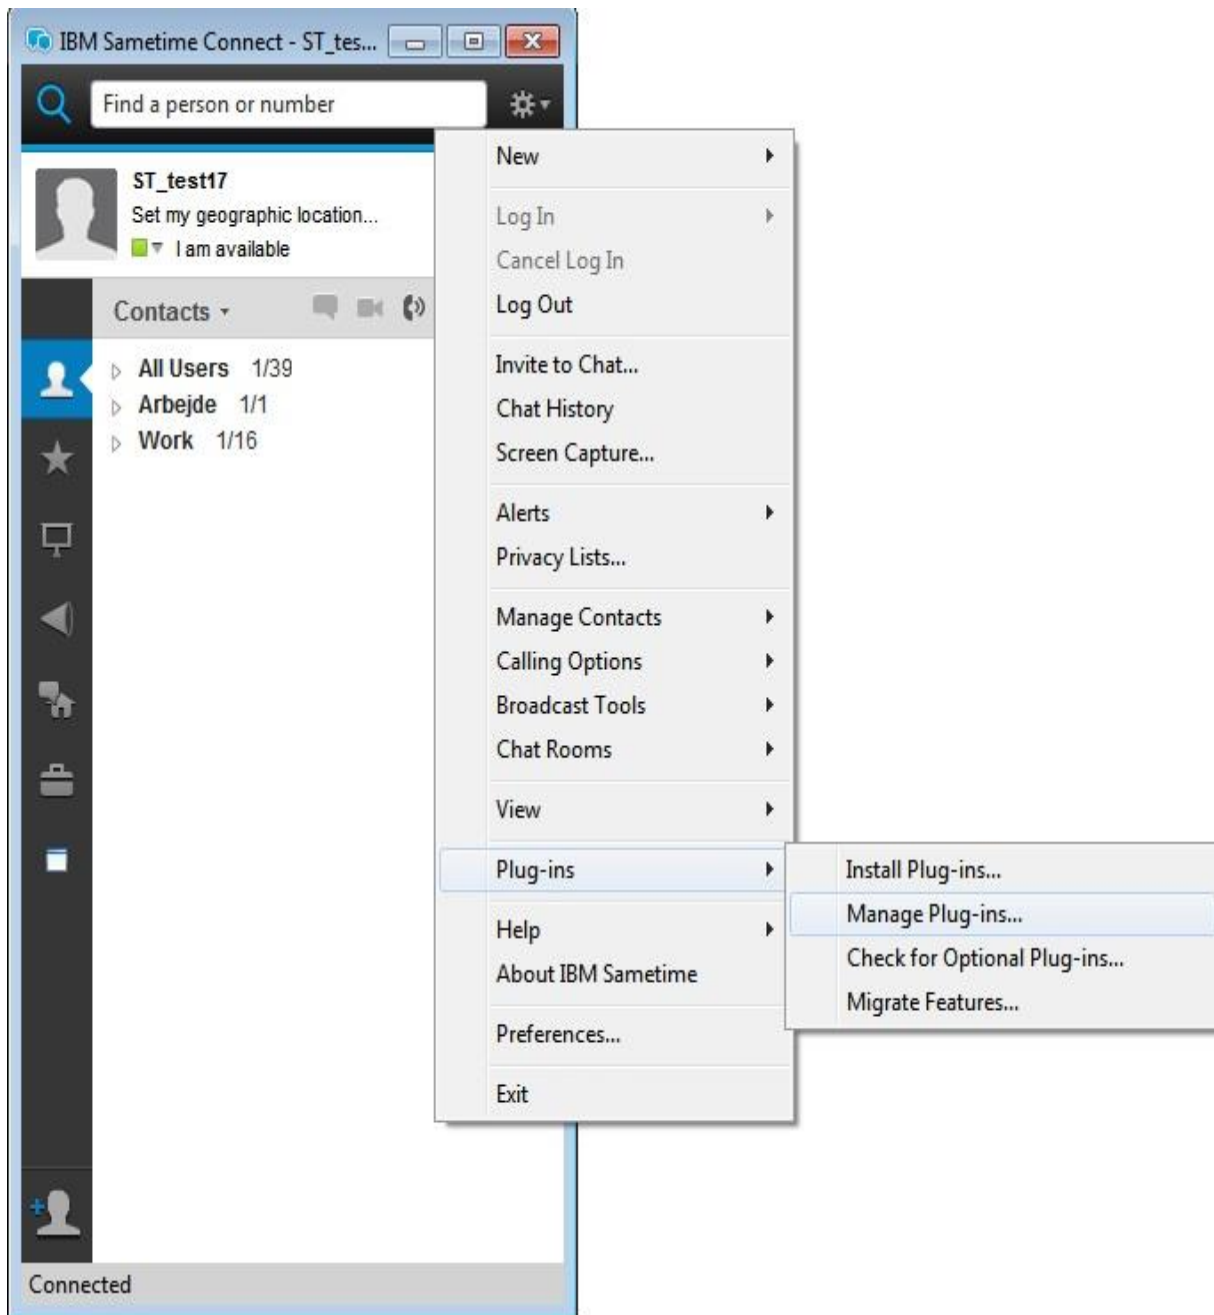 IBM Sametime Connect - ST_tes...
Find a person or number
ST_test17
Set my geographic location...
I am available
Contacts
All Users 1/39
Arbejde 1/1
Work 1/16
New
Log In
Cancel Log In
Log Out
Invite to Chat...
Chat History
Screen Capture...
Alerts
Privacy Lists...
Manage Contacts
Calling Options
Broadcast Tools
Chat Rooms
View
Plug-ins
Install Plug-ins...
Manage Plug-ins...
Check for Optional Plug-ins...
Migrate Features...
Help
About IBM Sametime
Preferences...
Exit
Connected